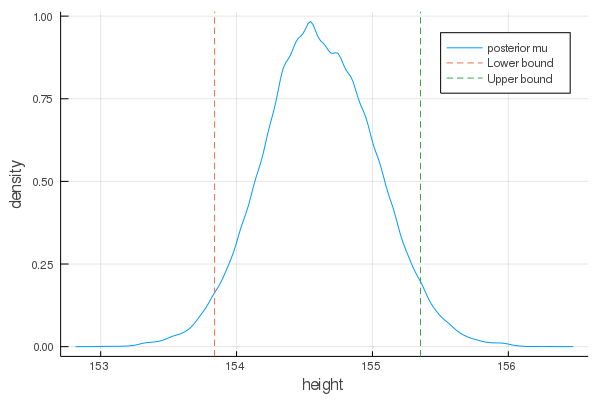 1.00
0.75
0.50
0.25
0.00
density
153
154
155
156
height
posterior mu
Lower bound
Upper bound